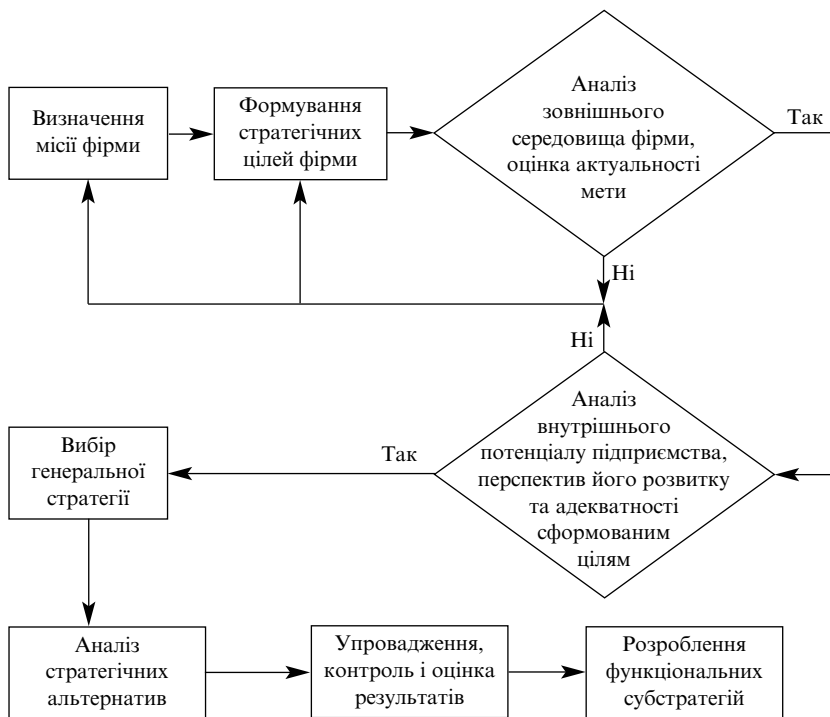 Визначення
місії фірми
Формування
стратегічних
цілей фірми
Аналіз
зовнішнього
середовища фірми,
оцінка актуальності
мети
Так
Ні
Ні
Аналіз
внутрішнього
потенціалу підприємства,
перспектив його розвитку
та адекватності
сформованим
цілям
Так
Вибір
генеральної
стратегії
Аналіз
стратегічних
альтернатив
Упровадження,
контроль і оцінка
результатів
Розроблення
функціональних
субстратегій